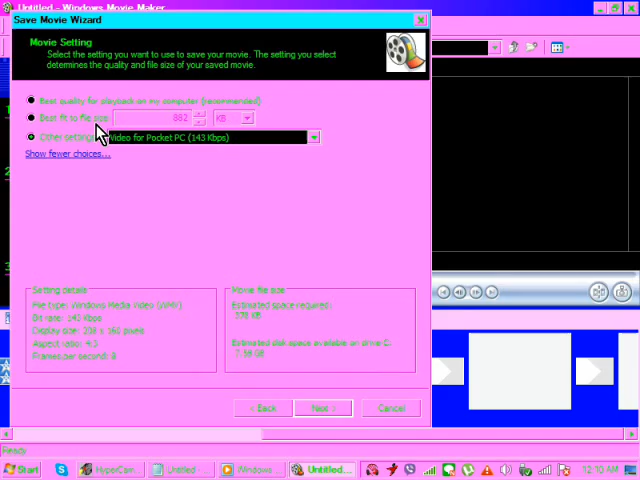 Untitled - Windows Movie Maker
Save Movie Wizard
Movie Setting
Select the setting you want to use to save your movie. The setting you select
determines the quality and file size of your saved movie.
Best quality for playback on my computer (recommended)
Best fit to file size:
882
KB
Other settings
Video for Pocket PC (143 Kbps)
Show fewer choices...
Setting details
File type: Windows Media Video (WMV)
Bit rate: 143 Kbps
Display size: 208 x 160 pixels
Aspect ratio: 4:3
Frames per second: 8
Movie file size
Estimated space required:
378 KB
Estimated disk space available on drive C:
7.58 GB
< Back
Next >
Cancel
Ready
Start
HyperCam...
Untitled - ...
Windows ...
Untitled...
12:10 AM